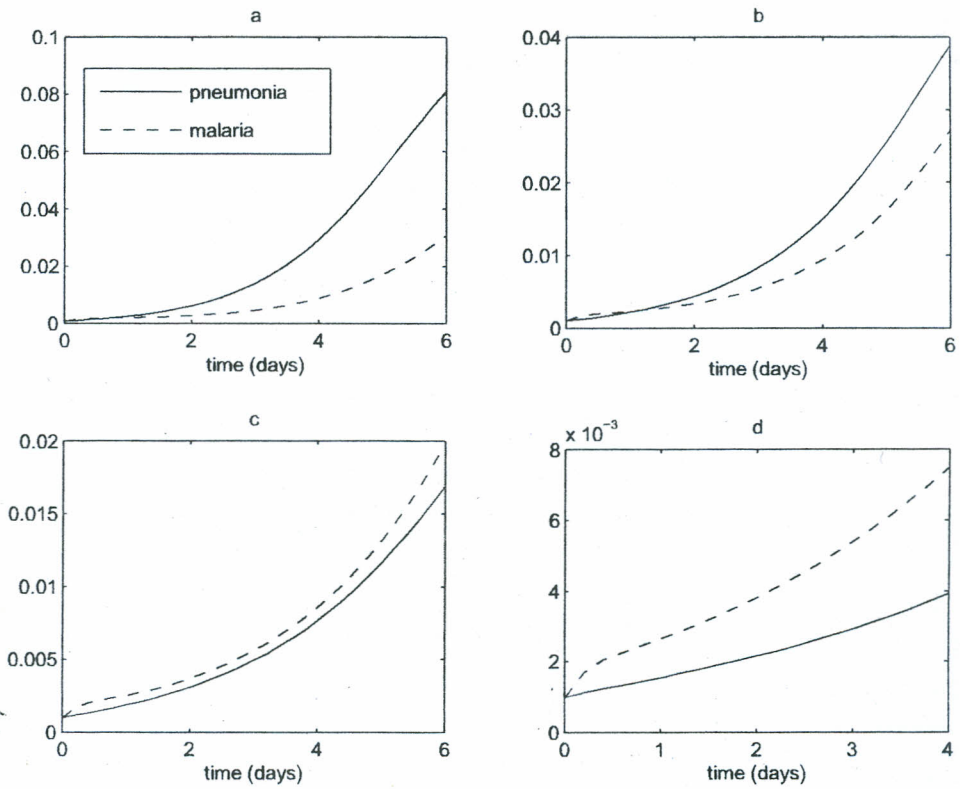 a
0.1
0.08
0.06
0.04
0.02
0
pneumonia
malaria
0 2 4 6
time (days)
b
0.04
0.03
0.02
0.01
0
0 2 4 6
time (days)
c
0.02
0.015
0.01
0.005
0
0 2 4 6
time (days)
d
x 10⁻³
8
6
4
2
0
0 1 2 3 4
time (days)